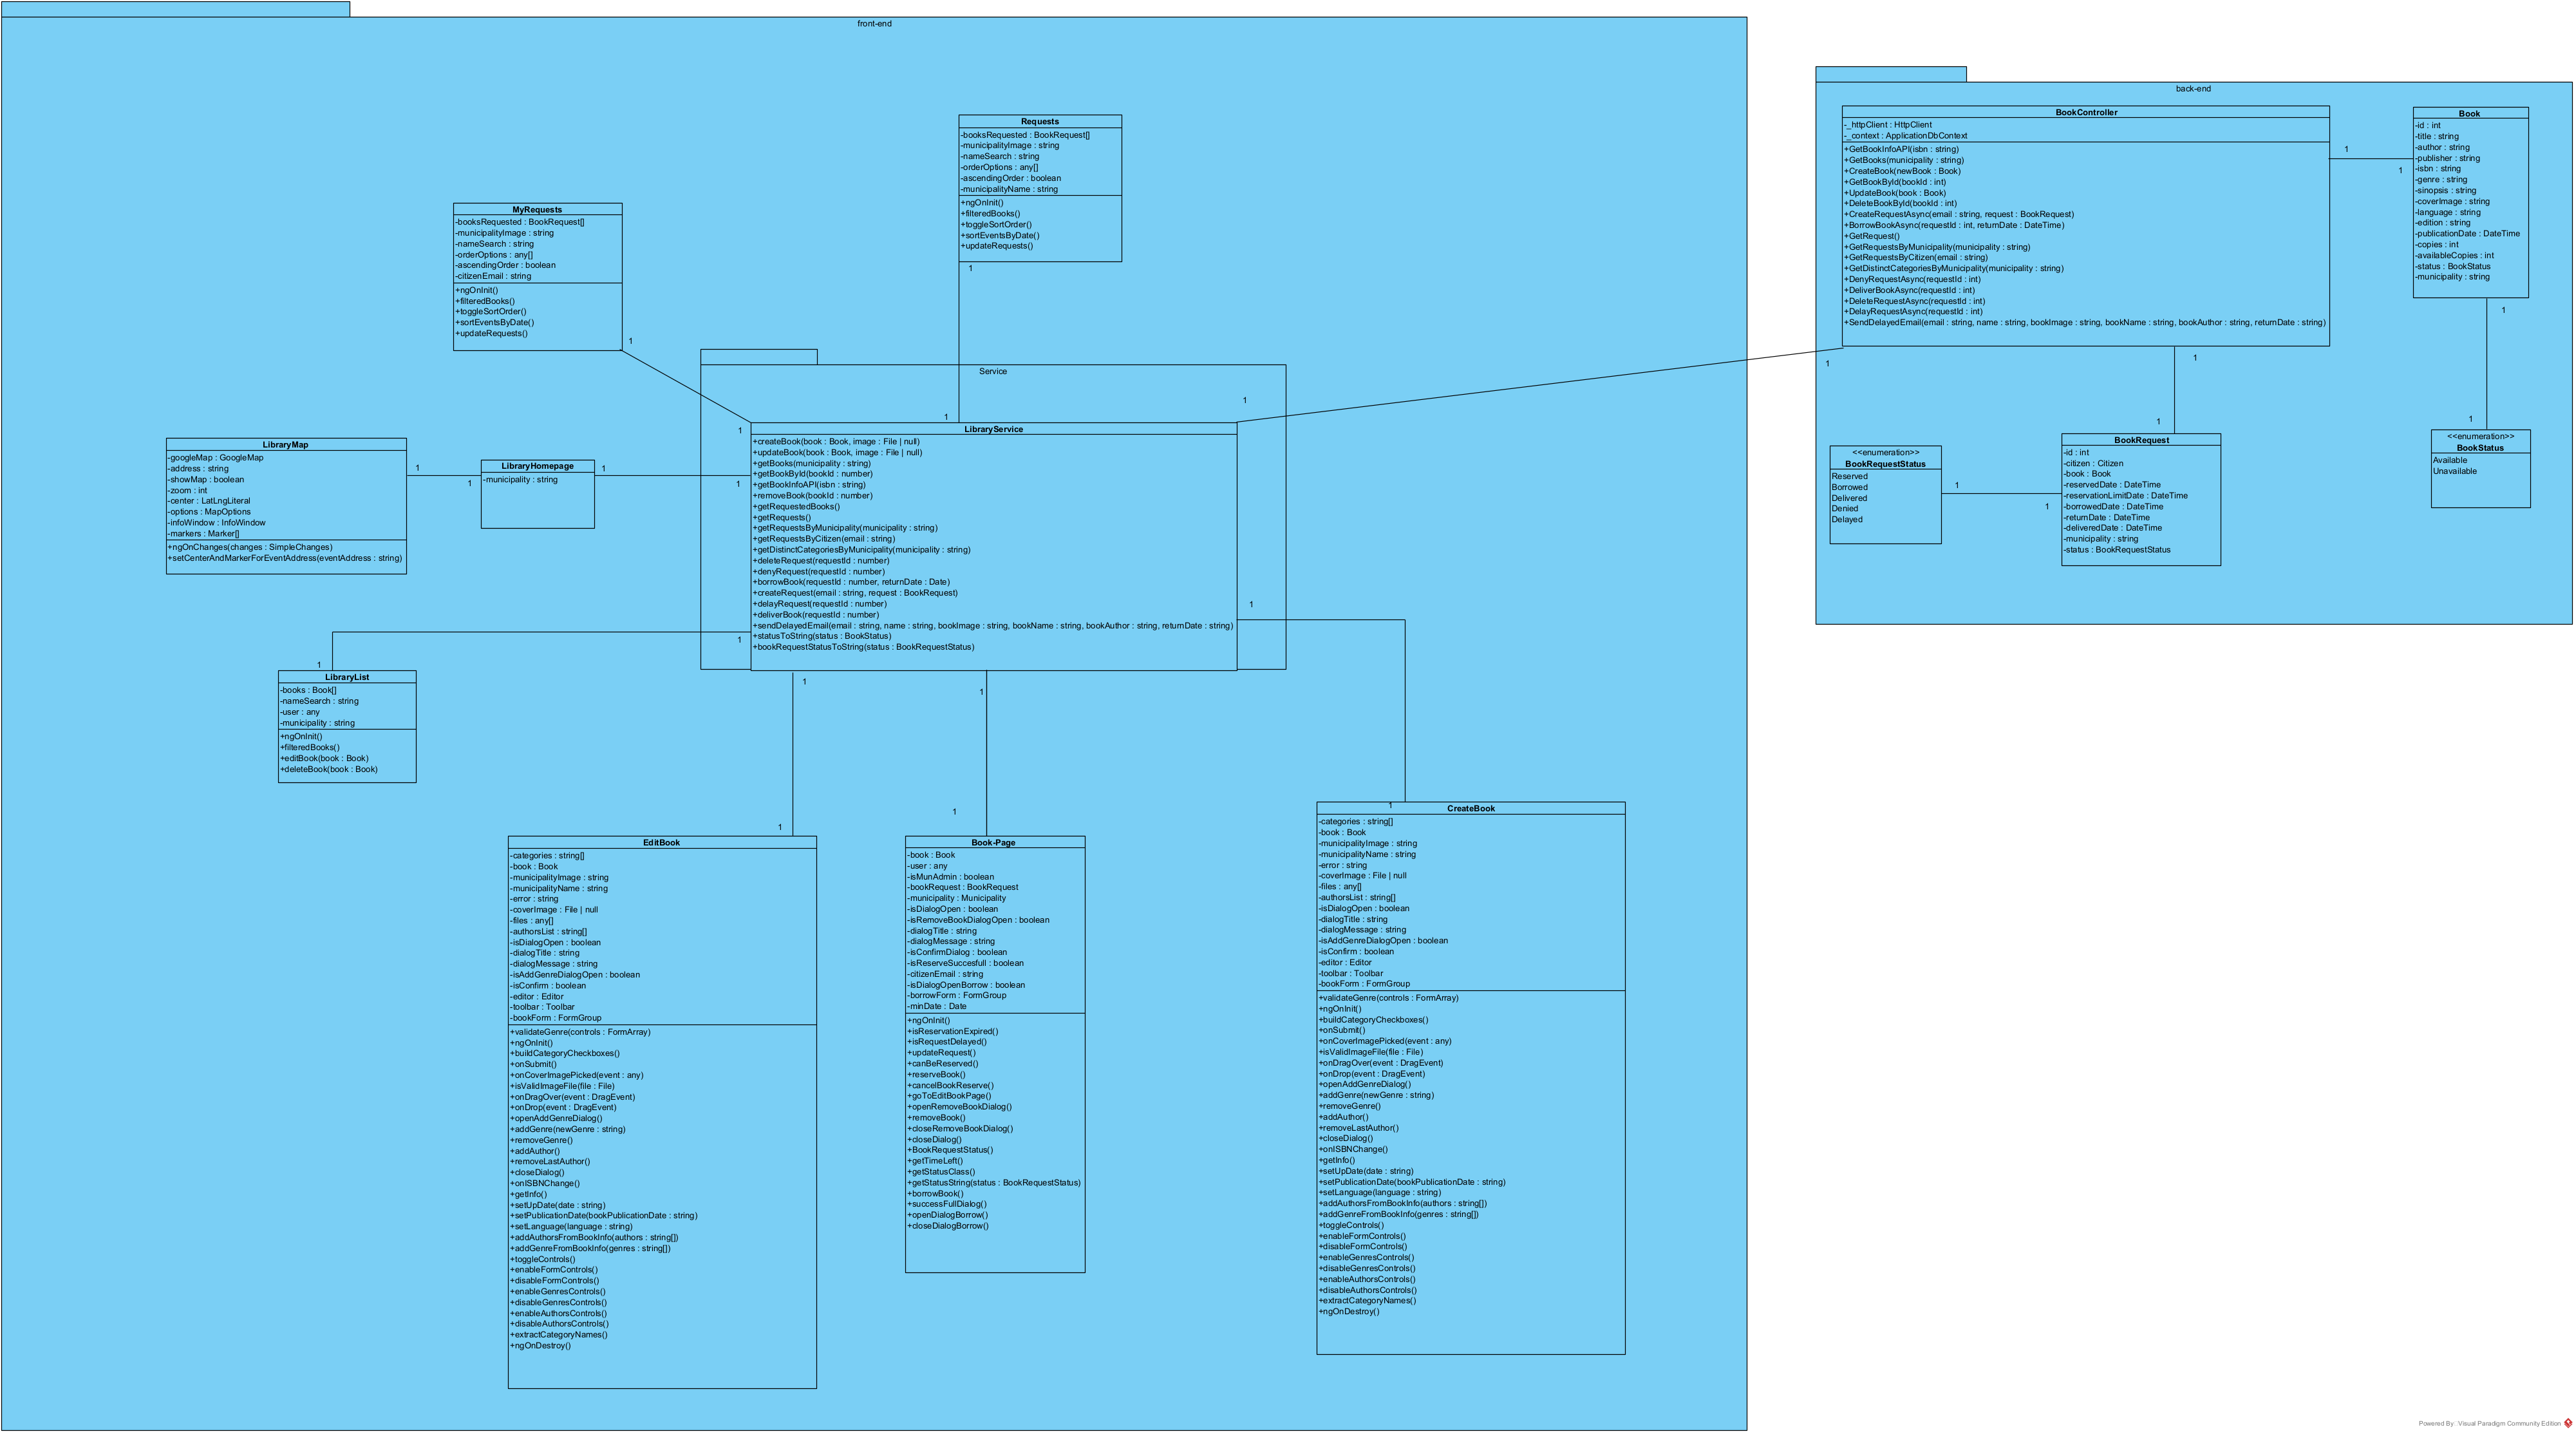 front-end
Requests
-booksRequested : BookRequest[]
-municipalityImage : string
-nameSearch : string
-orderOptions : any[]
-ascendingOrder : boolean
-municipalityName : string
+ngOnInit()
+filteredBooks()
+toggleSortOrder()
+sortEventsByDate()
+updateRequests()
1
MyRequests
-booksRequested : BookRequest[]
-municipalityImage : string
-nameSearch : string
-orderOptions : any[]
-ascendingOrder : boolean
-citizenEmail : string
+ngOnInit()
+filteredBooks()
+toggleSortOrder()
+sortEventsByDate()
+updateRequests()
1
Service
1
1
1
LibraryService
+createBook(book : Book, image : File | null)
+updateBook(book : Book, image : File | null)
+getBooks(municipality : string)
+getBookById(bookId : number)
+getBookInfoAPI(isbn : string)
+removeBook(bookId : number)
+getRequestedBooks()
+getRequests()
+getRequestsByMunicipality(municipality : string)
+getRequestsByCitizen(email : string)
+getDistinctCategoriesByMunicipality(municipality : string)
+deleteRequest(requestId : number)
+denyRequest(requestId : number)
+borrowBook(requestId : number, returnDate : Date)
+createRequest(email : string, request : BookRequest)
+delayRequest(requestId : number)
+deliverBook(requestId : number)
+sendDelayedEmail(email : string, name : string, bookImage : string, bookName : string, bookAuthor : string, returnDate : string)
+statusToString(status : BookStatus)
+bookRequestStatusToString(status : BookRequestStatus)
LibraryMap
-googleMap : GoogleMap
-address : string
-showMap : boolean
-zoom : int
-center : LatLngLiteral
-options : MapOptions
-infoWindow : InfoWindow
-markers : Marker[]
+ngOnChanges(changes : SimpleChanges)
+setCenterAndMarkerForEventAddress(eventAddress : string)
1
1
LibraryHomepage
-municipality : string
1
1
1
1
1
LibraryList
-books : Book[]
-nameSearch : string
-user : any
-municipality : string
+ngOnInit()
+filteredBooks()
+editBook(book : Book)
+deleteBook(book : Book)
1
1
1
1
1
EditBook
-categories : string[]
-book : Book
-municipalityImage : string
-municipalityName : string
-error : string
-coverImage : File | null
-files : any[]
-authorsList : string[]
-isDialogOpen : boolean
-dialogTitle : string
-dialogMessage : string
-isAddGenreDialogOpen : boolean
-isConfirm : boolean
-editor : Editor
-toolbar : Toolbar
-bookForm : FormGroup
+validateGenre(controls : FormArray)
+ngOnInit()
+buildCategoryCheckboxes()
+onSubmit()
+onCoverImagePicked(event : any)
+isValidImageFile(file : File)
+onDragOver(event : DragEvent)
+onDrop(event : DragEvent)
+openAddGenreDialog()
+addGenre(newGenre : string)
+removeGenre()
+addAuthor()
+removeLastAuthor()
+closeDialog()
+onISBNChange()
+getInfo()
+setUpDate(date : string)
+setPublicationDate(bookPublicationDate : string)
+setLanguage(language : string)
+addAuthorsFromBookInfo(authors : string[])
+addGenreFromBookInfo(genres : string[])
+toggleControls()
+enableFormControls()
+disableFormControls()
+enableGenresControls()
+disableGenresControls()
+enableAuthorsControls()
+disableAuthorsControls()
+extractCategoryNames()
+ngOnDestroy()
Book-Page
-book : Book
-user : any
-isMunAdmin : boolean
-bookRequest : BookRequest
-municipality : Municipality
-isDialogOpen : boolean
-isRemoveBookDialogOpen : boolean
-dialogTitle : string
-dialogMessage : string
-isConfirmDialog : boolean
-isReserveSuccesfull : boolean
-citizenEmail : string
-isDialogOpenBorrow : boolean
-borrowForm : FormGroup
-minDate : Date
+ngOnInit()
+isReservationExpired()
+isRequestDelayed()
+updateRequest()
+canBeReserved()
+reserveBook()
+cancelBookReserve()
+goToEditBookPage()
+openRemoveBookDialog()
+removeBook()
+closeRemoveBookDialog()
+closeDialog()
+BookRequestStatus()
+getTimeLeft()
+getStatusClass()
+getStatusString(status : BookRequestStatus)
+borrowBook()
+successFullDialog()
+openDialogBorrow()
+closeDialogBorrow()
1
CreateBook
-categories : string[]
-book : Book
-municipalityImage : string
-municipalityName : string
-error : string
-coverImage : File | null
-files : any[]
-authorsList : string[]
-isDialogOpen : boolean
-dialogTitle : string
-dialogMessage : string
-isAddGenreDialogOpen : boolean
-isConfirm : boolean
-editor : Editor
-toolbar : Toolbar
-bookForm : FormGroup
+validateGenre(controls : FormArray)
+ngOnInit()
+buildCategoryCheckboxes()
+onSubmit()
+onCoverImagePicked(event : any)
+isValidImageFile(file : File)
+onDragOver(event : DragEvent)
+onDrop(event : DragEvent)
+openAddGenreDialog()
+addGenre(newGenre : string)
+removeGenre()
+addAuthor()
+removeLastAuthor()
+closeDialog()
+onISBNChange()
+getInfo()
+setUpDate(date : string)
+setPublicationDate(bookPublicationDate : string)
+setLanguage(language : string)
+addAuthorsFromBookInfo(authors : string[])
+addGenreFromBookInfo(genres : string[])
+toggleControls()
+enableFormControls()
+disableFormControls()
+enableGenresControls()
+disableGenresControls()
+enableAuthorsControls()
+disableAuthorsControls()
+extractCategoryNames()
+ngOnDestroy()
back-end
BookController
-_httpClient : HttpClient
-_context : ApplicationDbContext
+GetBookInfoAPI(isbn : string)
+GetBooks(municipality : string)
+CreateBook(newBook : Book)
+GetBookById(bookId : int)
+UpdateBook(book : Book)
+DeleteBookById(bookId : int)
+CreateRequestAsync(email : string, request : BookRequest)
+BorrowBookAsync(requestId : int, returnDate : DateTime)
+GetRequest()
+GetRequestsByMunicipality(municipality : string)
+GetRequestsByCitizen(email : string)
+GetDistinctCategoriesByMunicipality(municipality : string)
+DenyRequestAsync(requestId : int)
+DeliverBookAsync(requestId : int)
+DeleteRequestAsync(requestId : int)
+DelayRequestAsync(requestId : int)
+SendDelayedEmail(email : string, name : string, bookImage : string, bookName : string, bookAuthor : string, returnDate : string)
1
1
Book
-id : int
-title : string
-author : string
-publisher : string
-isbn : string
-genre : string
-sinopsis : string
-coverImage : string
-language : string
-edition : string
-publicationDate : DateTime
-copies : int
-availableCopies : int
-status : BookStatus
-municipality : string
1
1
1
1
1
<<enumeration>>
BookRequestStatus
Reserved
Borrowed
Delivered
Denied
Delayed
1
1
BookRequest
-id : int
-citizen : Citizen
-book : Book
-reservedDate : DateTime
-reservationLimitDate : DateTime
-borrowedDate : DateTime
-returnDate : DateTime
-deliveredDate : DateTime
-municipality : string
-status : BookRequestStatus
<<enumeration>>
BookStatus
Available
Unavailable
Powered By: Visual Paradigm Community Edition